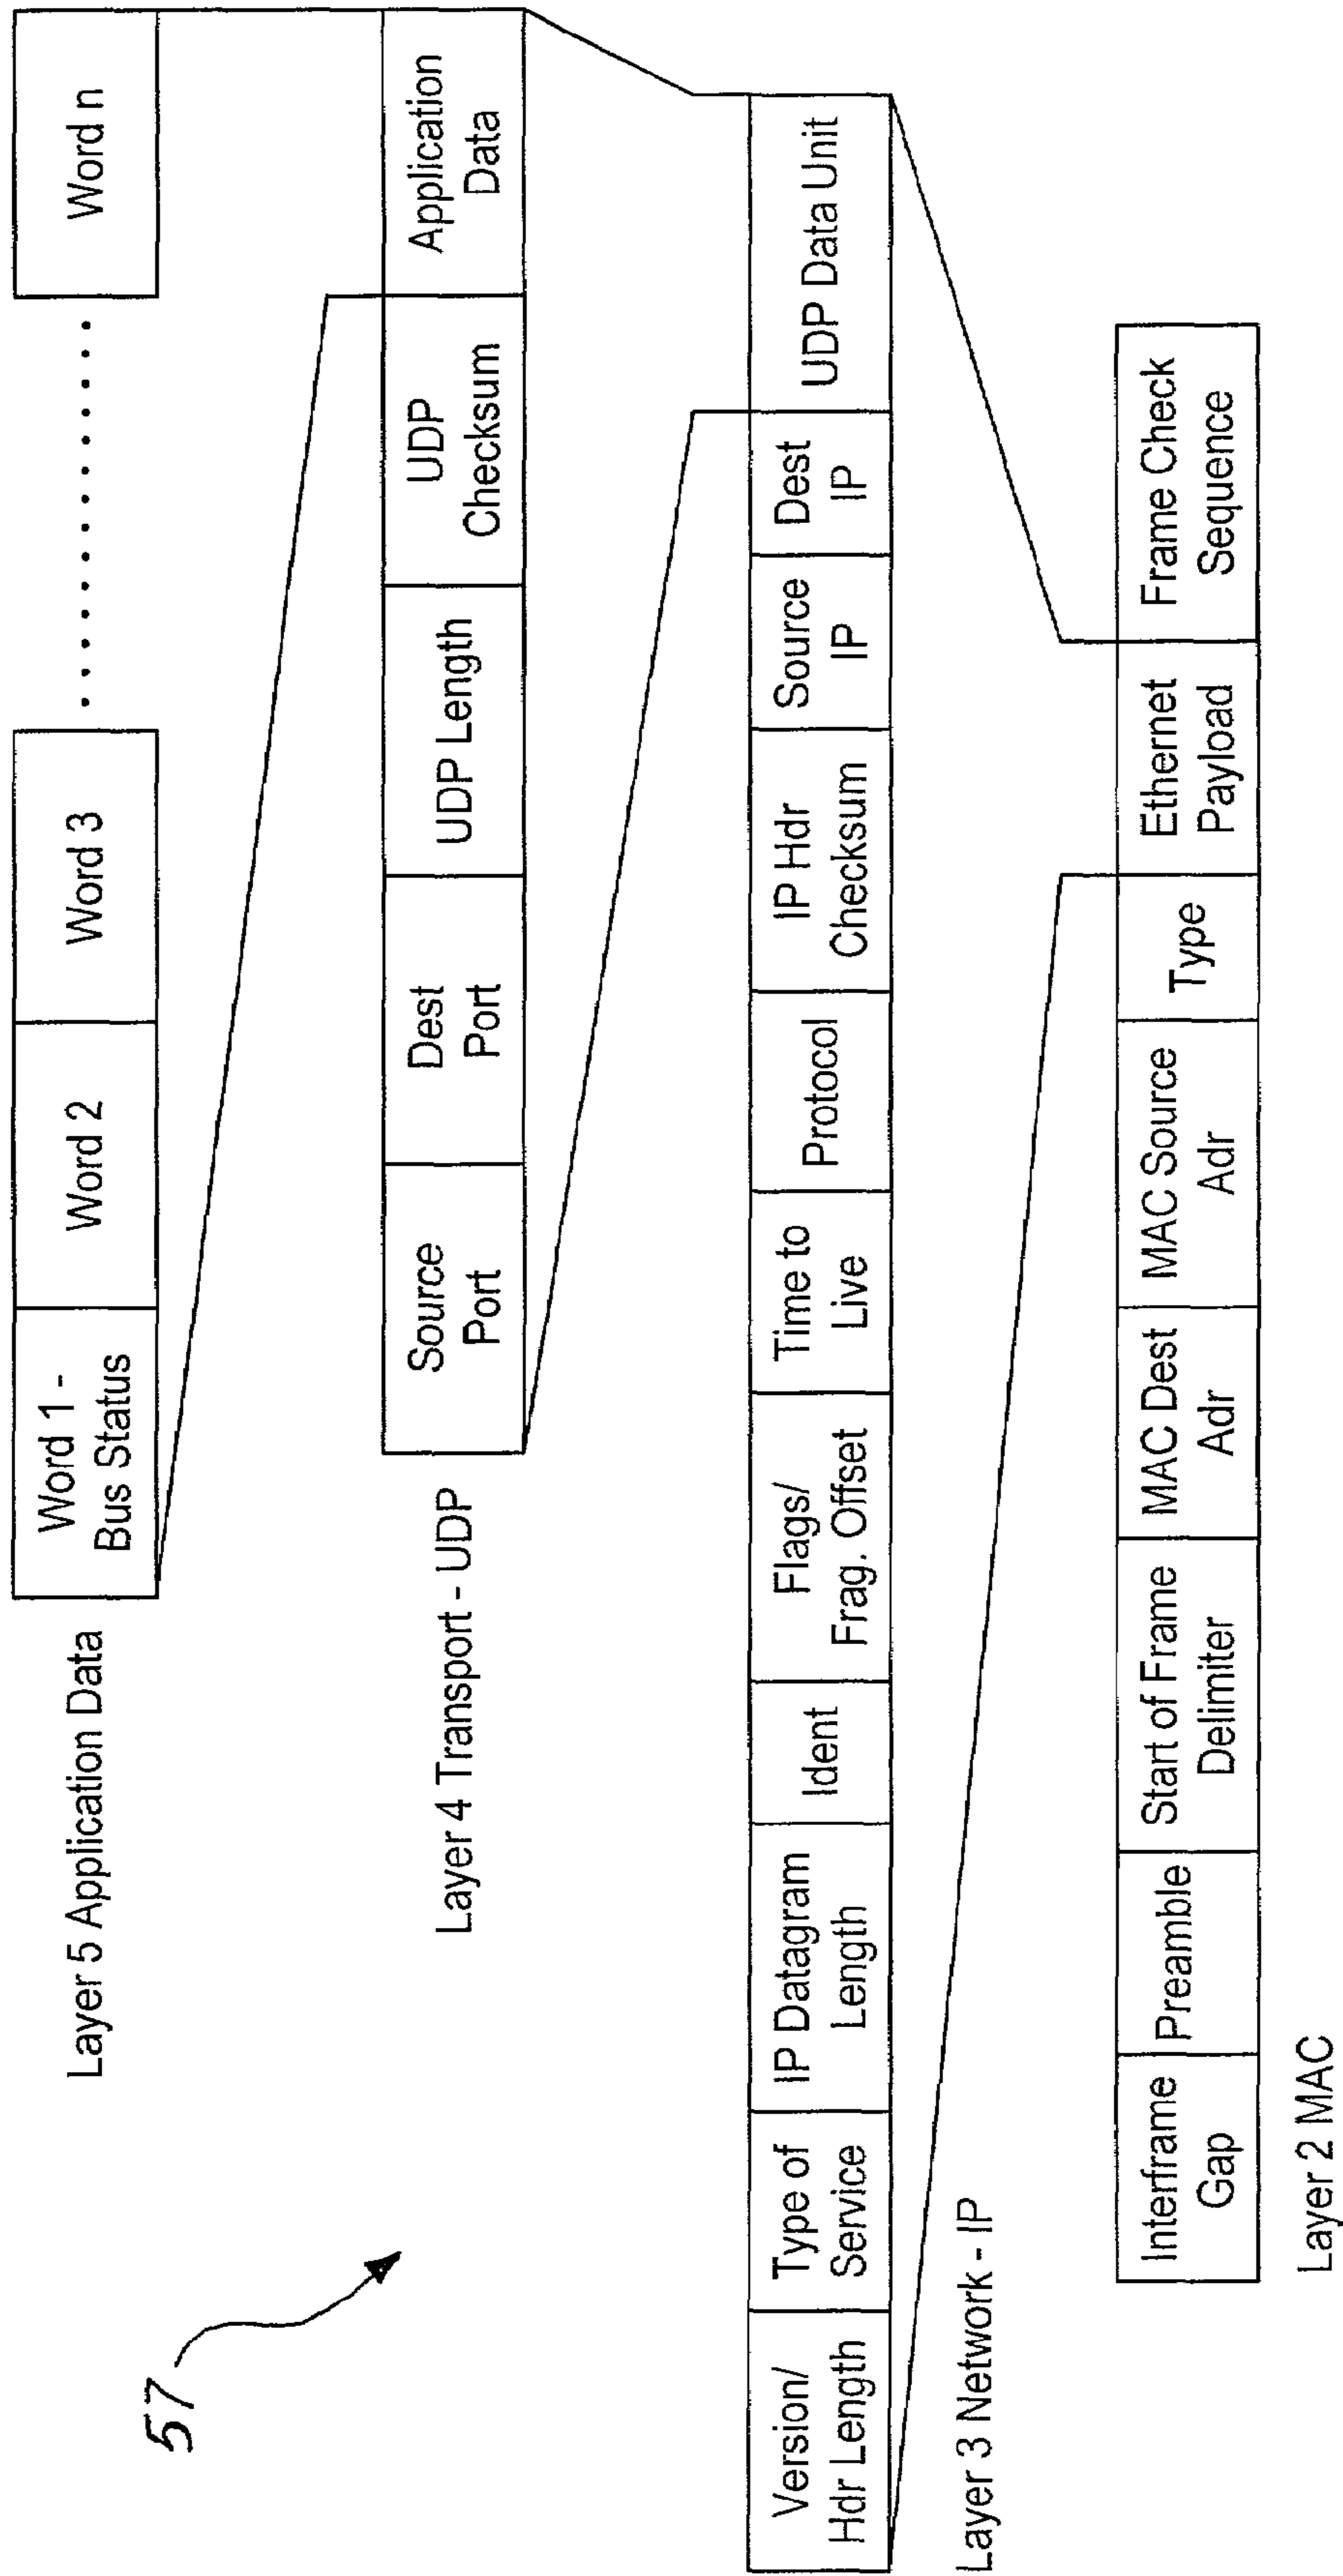 Word 1 -
Bus Status
Word 2
Word 3
..........
Word n
Layer 5 Application Data
Source
Port
Dest
Port
UDP Length
UDP
Checksum
Application
Data
Layer 4 Transport - UDP
57
Version/
Hdr Length
Type of
Service
IP Datagram
Length
Ident
Flags/
Frag. Offset
Time to
Live
Protocol
IP Hdr
Checksum
Source
IP
Dest
IP
UDP Data Unit
Layer 3 Network - IP
Interframe
Gap
Preamble
Start of Frame
Delimiter
MAC Dest
Adr
MAC Source
Adr
Type
Ethernet
Payload
Frame Check
Sequence
Layer 2 MAC